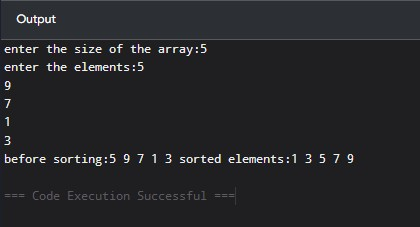 Output
enter the size of the array:5
enter the elements:5
9
7
1
3
before sorting:5 9 7 1 3 sorted elements:1 3 5 7 9
=== Code Execution Successful ===